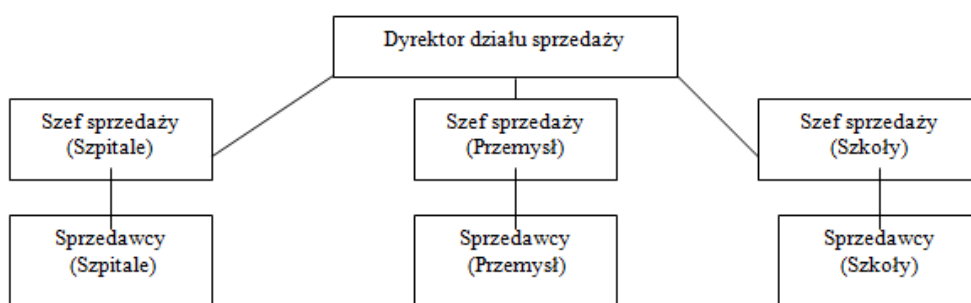 Dyrektor działu sprzedaży
Szef sprzedaży
(Szpitale)
Szef sprzedaży
(Przemysł)
Szef sprzedaży
(Szkoły)
Sprzedawcy
(Szpitale)
Sprzedawcy
(Przemysł)
Sprzedawcy
(Szkoły)